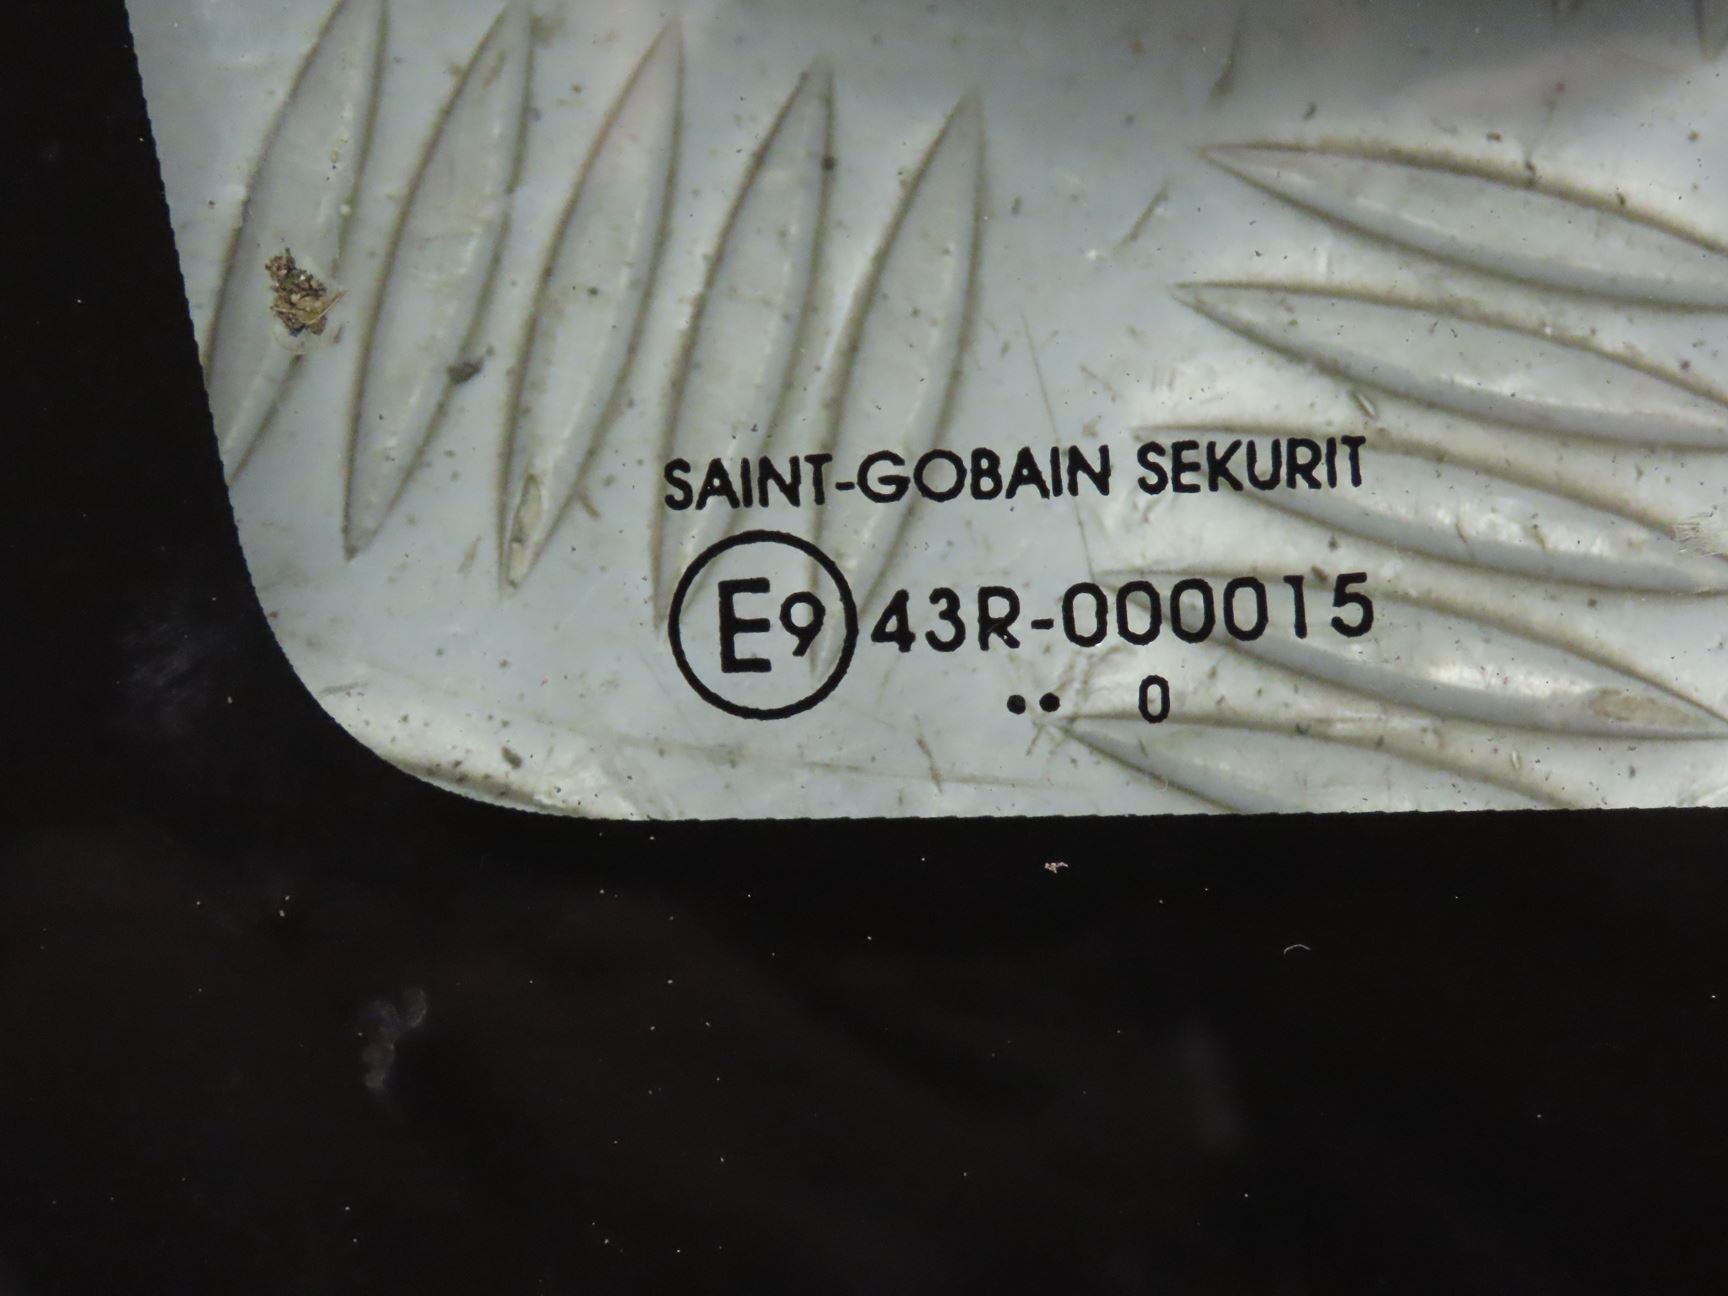 SAINT-GOBAIN SEKURIT
E9 43R-000015
•• 0